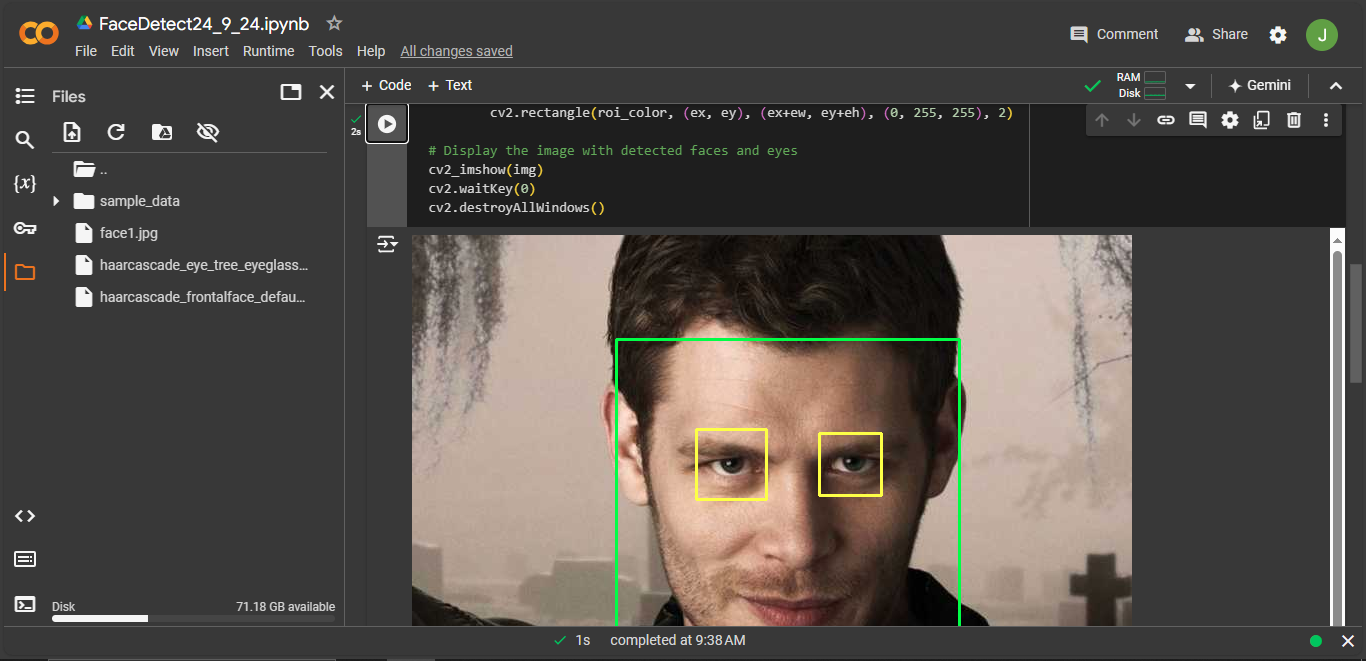 FaceDetect24_9_24.ipynb
File Edit View Insert Runtime Tools Help All changes saved
Comment Share J
Files
+ Code + Text
RAM
Disk
Gemini
2s
cv2.rectangle(roi_color, (ex, ey), (ex+ew, ey+eh), (0, 255, 255), 2)
# Display the image with detected faces and eyes
cv2_imshow(img)
cv2.waitKey(0)
cv2.destroyAllWindows()
{x}
..
sample_data
face1.jpg
haarcascade_eye_tree_eyeglass...
haarcascade_frontalface_defau...
Disk 71.18 GB available
1s completed at 9:38 AM